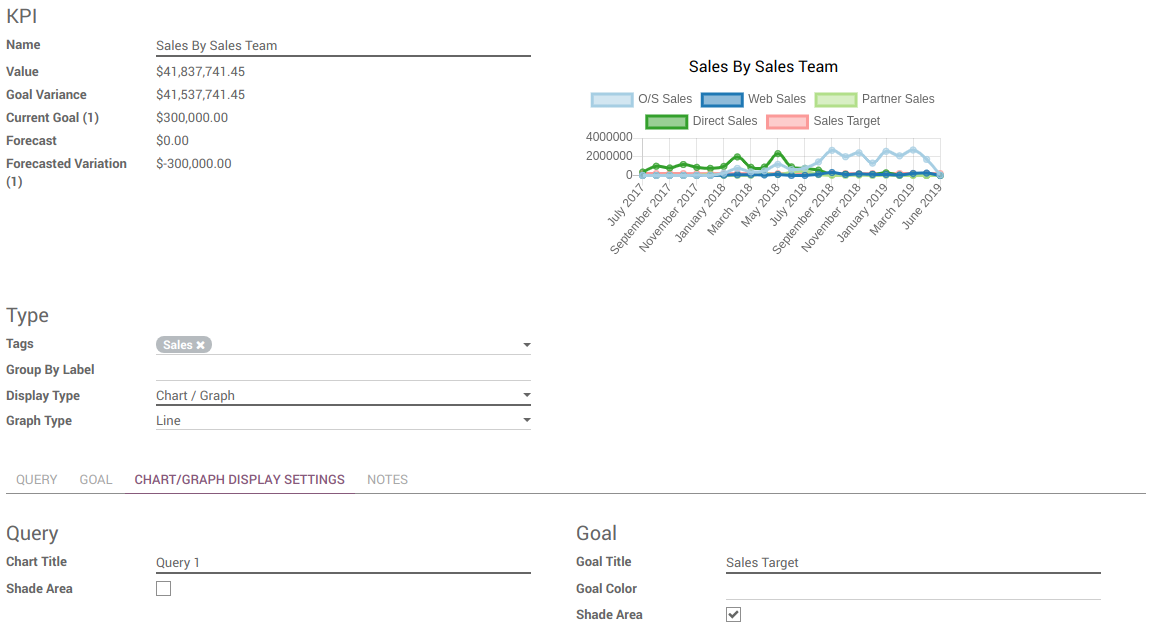 KPI
Name Sales By Sales Team
Value $41,837,741.45
Goal Variance $41,537,741.45
Current Goal (1) $300,000.00
Forecast $0.00
Forecasted Variation $-300,000.00
(1)
Sales By Sales Team
O/S Sales Web Sales Partner Sales
Direct Sales Sales Target
4000000
2000000
0
July 2017 September 2017 November 2017 January 2018 March 2018 May 2018 July 2018 September 2018 November 2018 January 2019 March 2019 June 2019
Type
Tags Sales ×
Group By Label
Display Type Chart / Graph
Graph Type Line
QUERY GOAL CHART/GRAPH DISPLAY SETTINGS NOTES
Query
Chart Title Query 1
Shade Area
Goal
Goal Title Sales Target
Goal Color
Shade Area